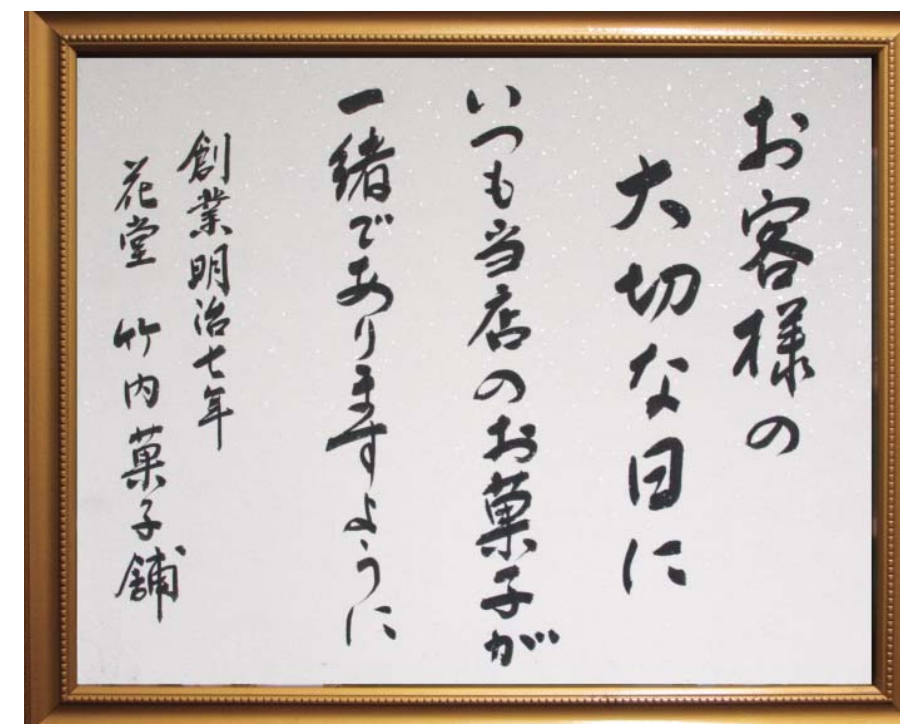 お客様の
大切な日に
いつも当店のお菓子が
一緒でありますように
創業明治七年
花堂 竹内菓子舗